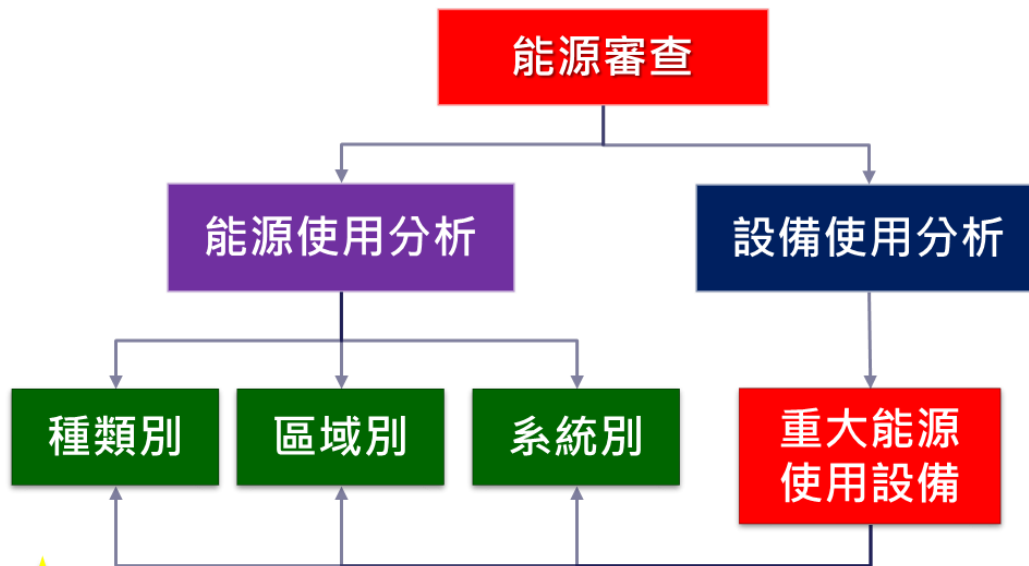 能源審查
能源使用分析
設備使用分析
種類別
區域別
系統別
重大能源
使用設備